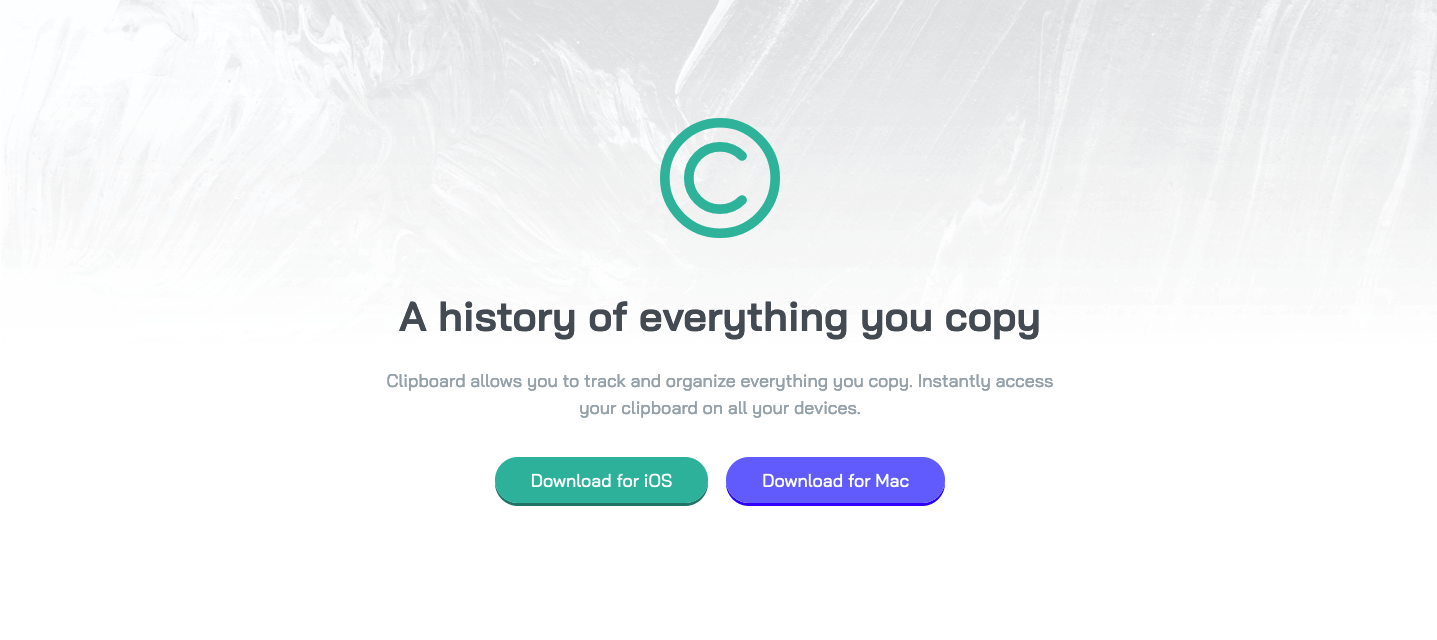 ©
A history of everything you copy
Clipboard allows you to track and organize everything you copy. Instantly access
your clipboard on all your devices.
Download for iOS
Download for Mac